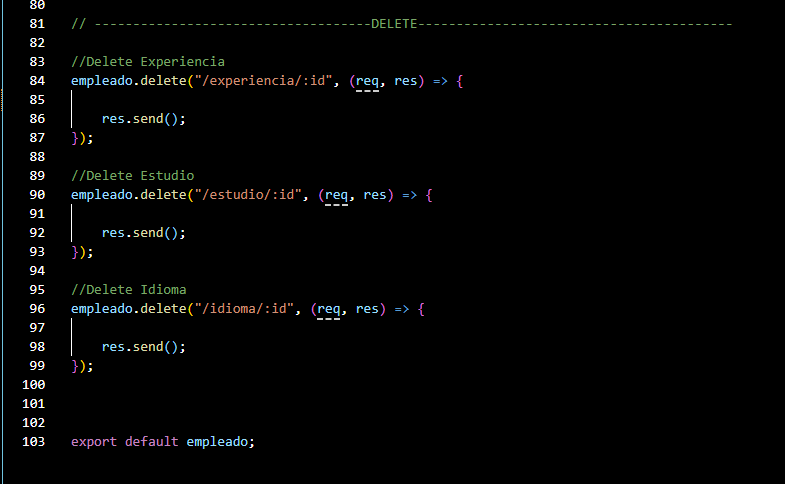 80
81 // ------------------------------------DELETE-----------------------------------------
82
83 //Delete Experiencia
84 empleado.delete("/experiencia/:id", (req, res) => {
85
86     res.send();
87 });
88
89 //Delete Estudio
90 empleado.delete("/estudio/:id", (req, res) => {
91
92     res.send();
93 });
94
95 //Delete Idioma
96 empleado.delete("/idioma/:id", (req, res) => {
97
98     res.send();
99 });
100
101
102
103 export default empleado;